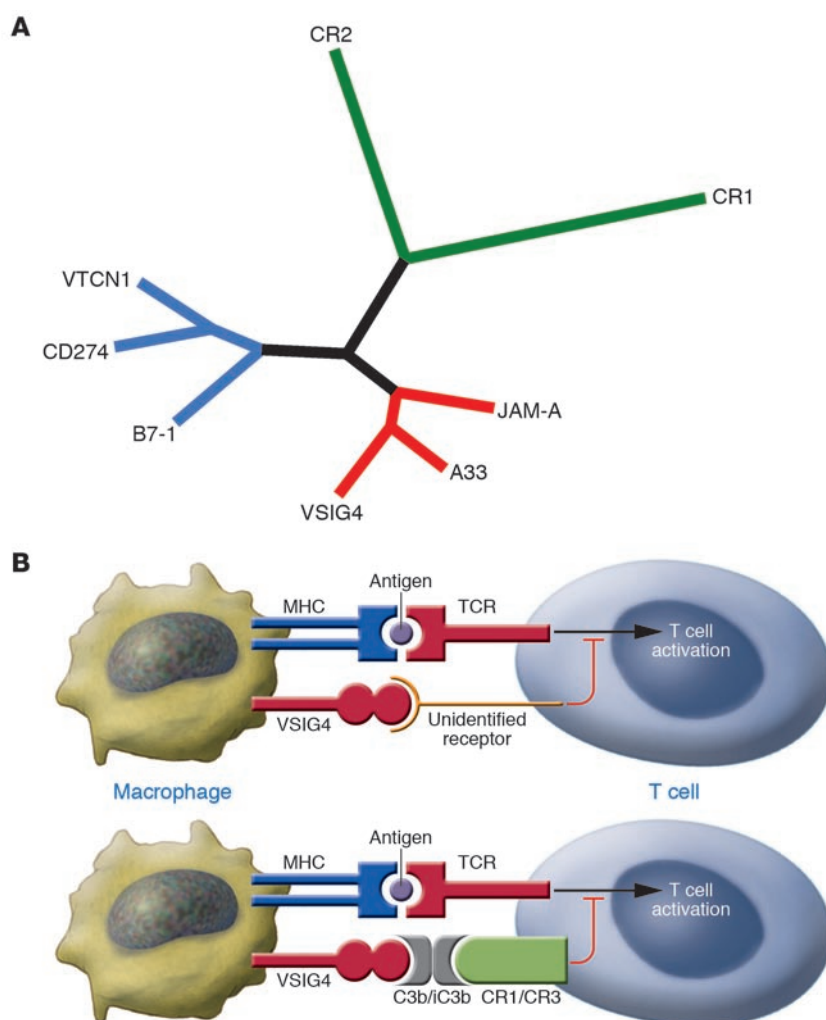 A
CR2
CR1
VTCN1
CD274
B7-1
JAM-A
A33
VSIG4
B
MHC
Antigen
TCR
T cell
activation
VSIG4
Unidentified
receptor
Macrophage
T cell
MHC
Antigen
TCR
T cell
activation
VSIG4
C3b/iC3b
CR1/CR3